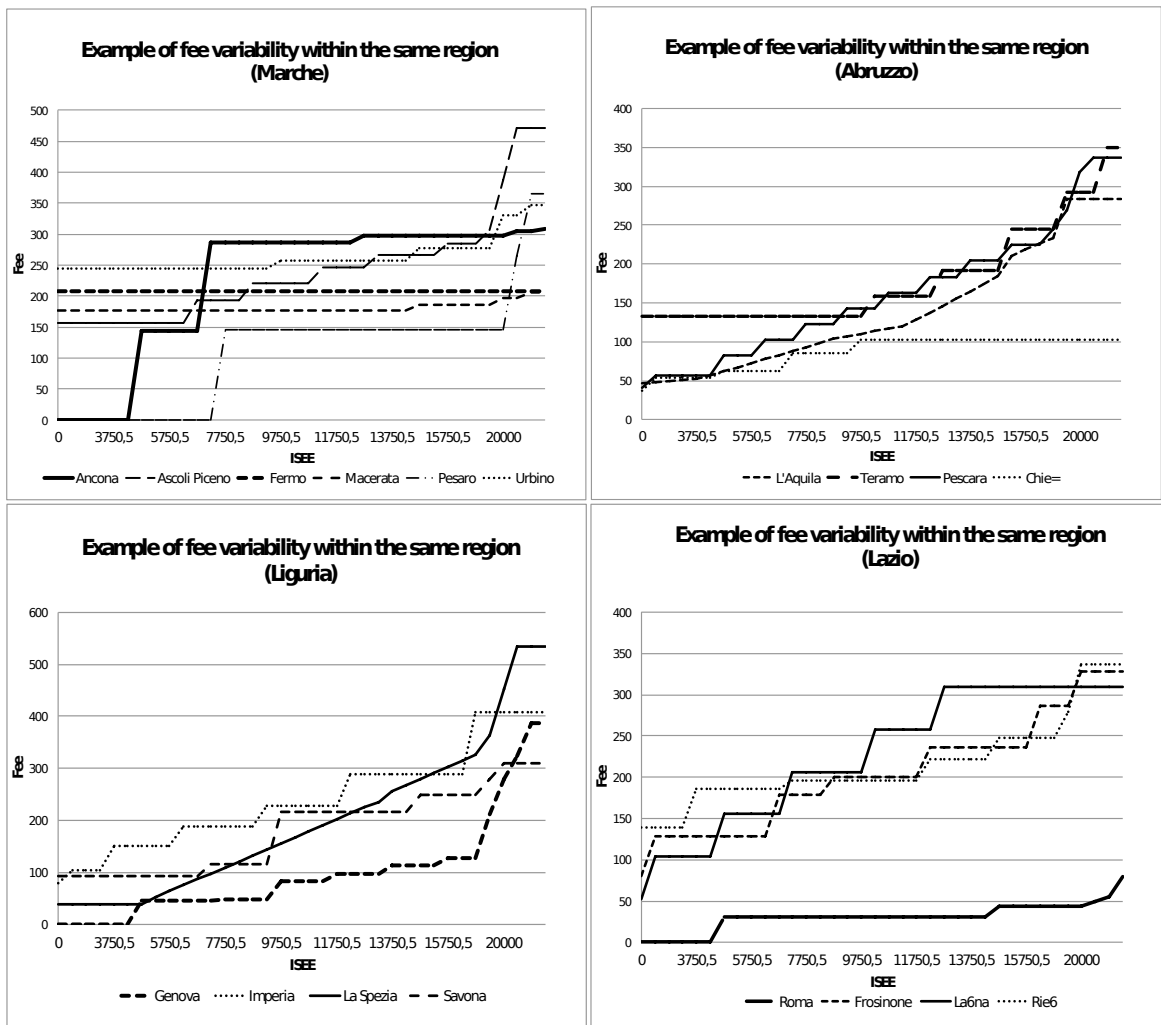 Example of fee variability within the same region
(Marche)
500
450
400
350
300
250
200
150
100
50
0
Fee
0 3750,5 5750,5 7750,5 9750,5 11750,5 13750,5 15750,5 20000
ISEE
Ancona Ascoli Piceno Fermo Macerata Pesaro Urbino
Example of fee variability within the same region
(Abruzzo)
400
350
300
250
200
150
100
50
0
Fee
0 3750,5 5750,5 7750,5 9750,5 11750,5 13750,5 15750,5 20000
ISEE
L'Aquila Teramo Pescara Chie=
Example of fee variability within the same region
(Liguria)
600
500
400
300
200
100
0
Fee
0 3750,5 5750,5 7750,5 9750,5 11750,5 13750,5 15750,5 20000
ISEE
Genova Imperia La Spezia Savona
Example of fee variability within the same region
(Lazio)
400
350
300
250
200
150
100
50
0
Fee
0 3750,5 5750,5 7750,5 9750,5 11750,5 13750,5 15750,5 20000
ISEE
Roma Frosinone La6na Rie6